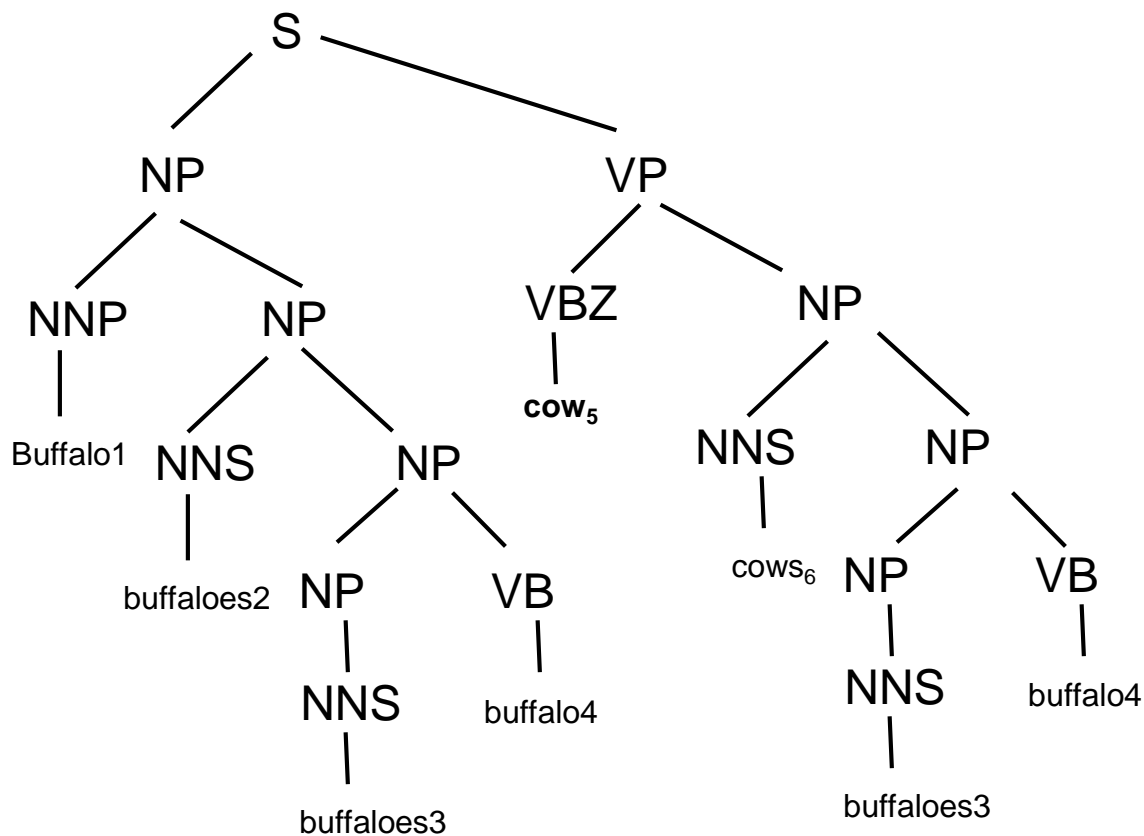 S
NP VP
NNP NP VBZ NP
Buffalo1 NNS NP cow₅ NNS NP
buffaloes2 NP VB cows₆ NP VB
NNS buffalo4 NNS buffalo4
buffaloes3 buffaloes3